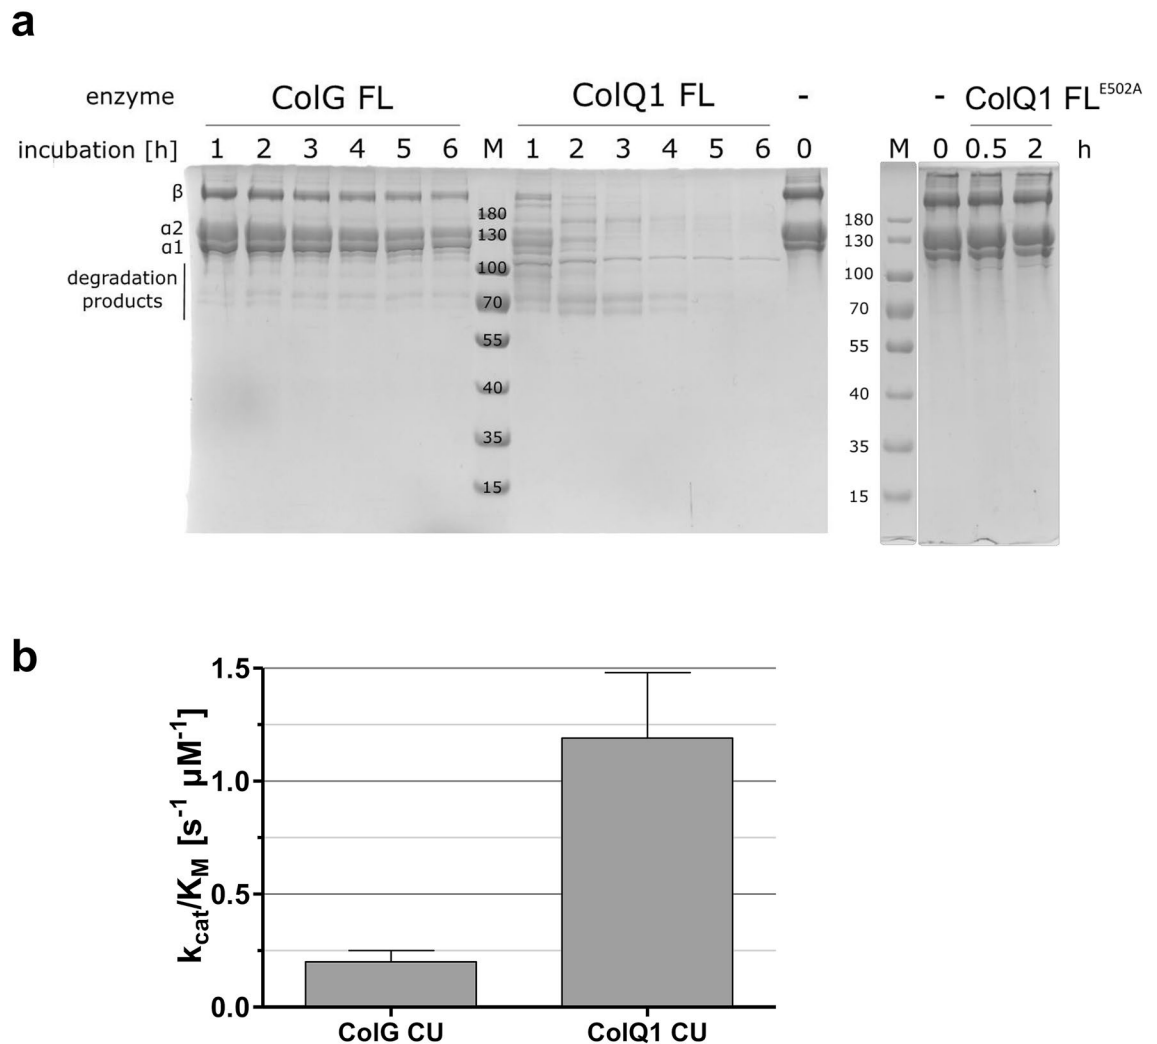 a
enzyme ColG FL ColQ1 FL - - ColQ1 FL^E502A
incubation [h] 1 2 3 4 5 6 M 1 2 3 4 5 6 0 M 0 0.5 2 h
β
α2
α1
degradation
products
180
130
100
70
55
40
35
15
180
130
100
70
55
40
35
15
b
k_cat/K_M [s^-1 μM^-1]
1.5
1.0
0.5
0.0
ColG CU ColQ1 CU